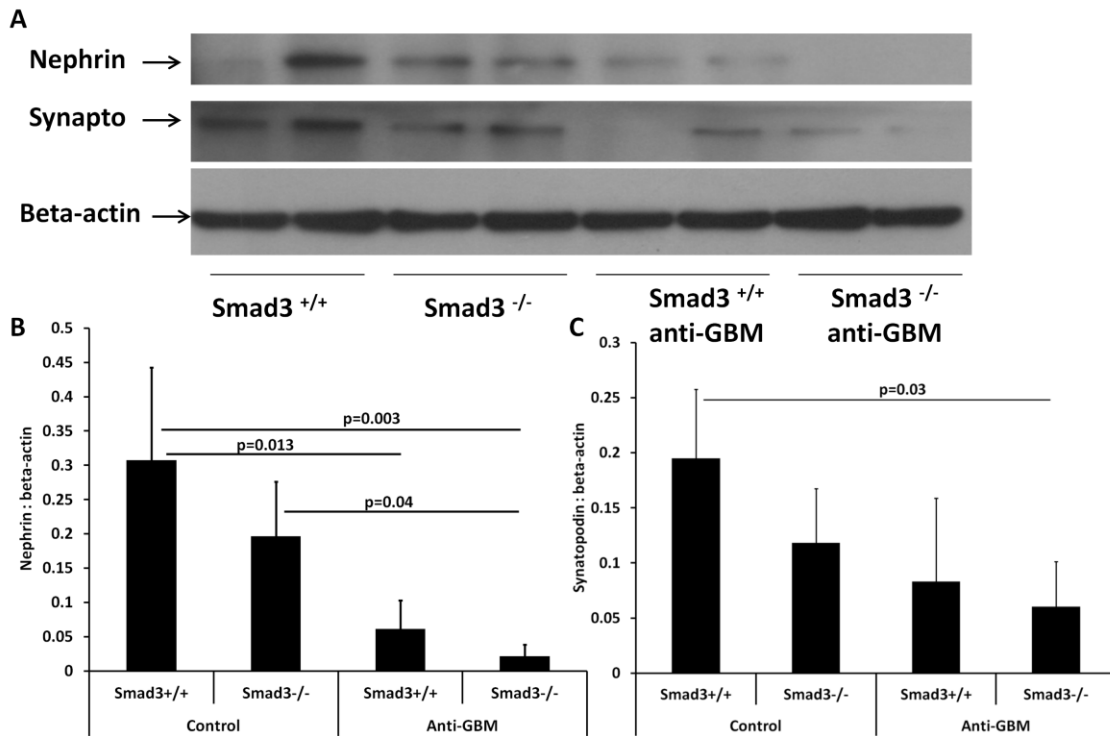 A
Nephrin
Synapto
Beta-actin
Smad3 +/+
Smad3 -/-
Smad3 +/+
anti-GBM
Smad3 -/-
anti-GBM
B
0.5
0.45
0.4
0.35
0.3
0.25
0.2
0.15
0.1
0.05
0
Nephrin : beta-actin
p=0.003
p=0.013
p=0.04
Smad3+/+
Smad3-/-
Smad3+/+
Smad3-/-
Control
Anti-GBM
C
0.3
0.25
0.2
0.15
0.1
0.05
0
Synatopodin : beta-actin
p=0.03
Smad3+/+
Smad3-/-
Smad3+/+
Smad3-/-
Control
Anti-GBM